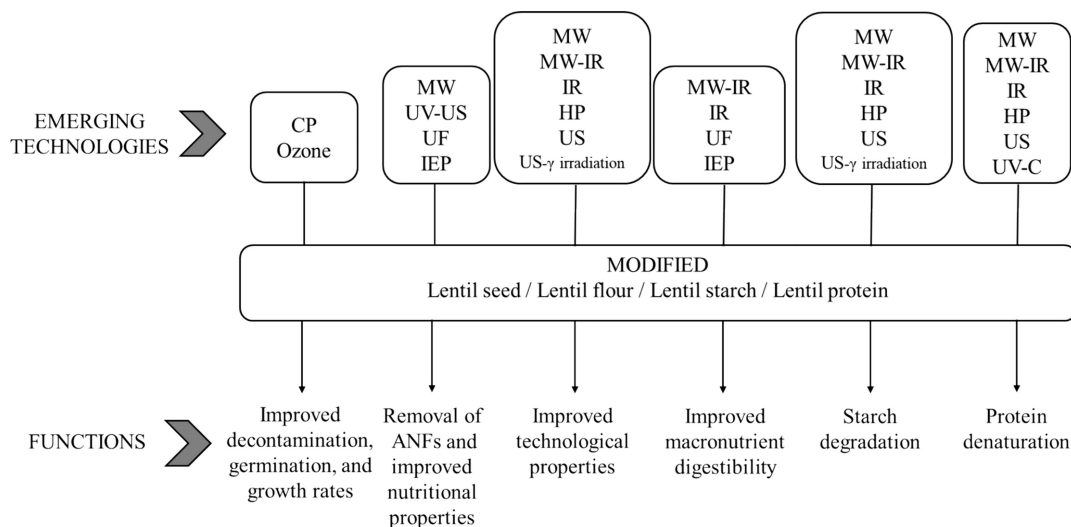 EMERGING
TECHNOLOGIES
CP
Ozone
MW
UV-US
UF
IEP
MW
MW-IR
IR
HP
US
US-γ irradiation
MW-IR
IR
UF
IEP
MW
MW-IR
IR
HP
US
US-γ irradiation
MW
MW-IR
IR
HP
US
UV-C
MODIFIED
Lentil seed / Lentil flour / Lentil starch / Lentil protein
FUNCTIONS
Improved
decontamination,
germination, and
growth rates
Removal of
ANFs and
improved
nutritional
properties
Improved
technological
properties
Improved
macronutrient
digestibility
Starch
degradation
Protein
denaturation